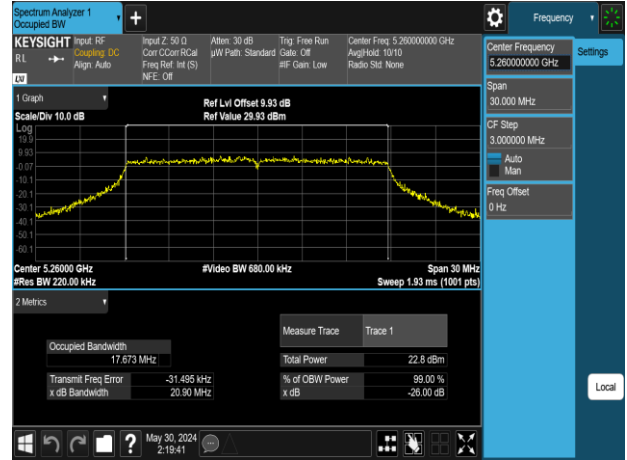 Spectrum Analyzer 1
Occupied BW
Frequency
KEYSIGHT
R L
LXI
Input: RF
Coupling: DC
Align: Auto
Input Z: 50 Ω
Corr CCorr RCal
Freq Ref: Int (S)
NFE: Off
Atten: 30 dB
µW Path: Standard
Trig: Free Run
Gate: Off
#IF Gain: Low
Center Freq: 5.260000000 GHz
Avg|Hold: 10/10
Radio Std: None
1 Graph
Scale/Div 10.0 dB
Ref Lvl Offset 9.93 dB
Ref Value 29.93 dBm
Log
19.9
9.93
-0.07
-10.1
-20.1
-30.1
-40.1
-50.1
-60.1
Center 5.26000 GHz
#Video BW 680.00 kHz
Span 30 MHz
#Res BW 220.00 kHz
Sweep 1.93 ms (1001 pts)
2 Metrics
Measure Trace Trace 1
Occupied Bandwidth
17.673 MHz
Total Power 22.8 dBm
Transmit Freq Error -31.495 kHz
% of OBW Power 99.00 %
x dB Bandwidth 20.90 MHz
x dB -26.00 dB
Center Frequency
5.260000000 GHz
Settings
Span
30.000 MHz
CF Step
3.000000 MHz
Auto
Man
Freq Offset
0 Hz
Local
?
May 30, 2024
2:19:41